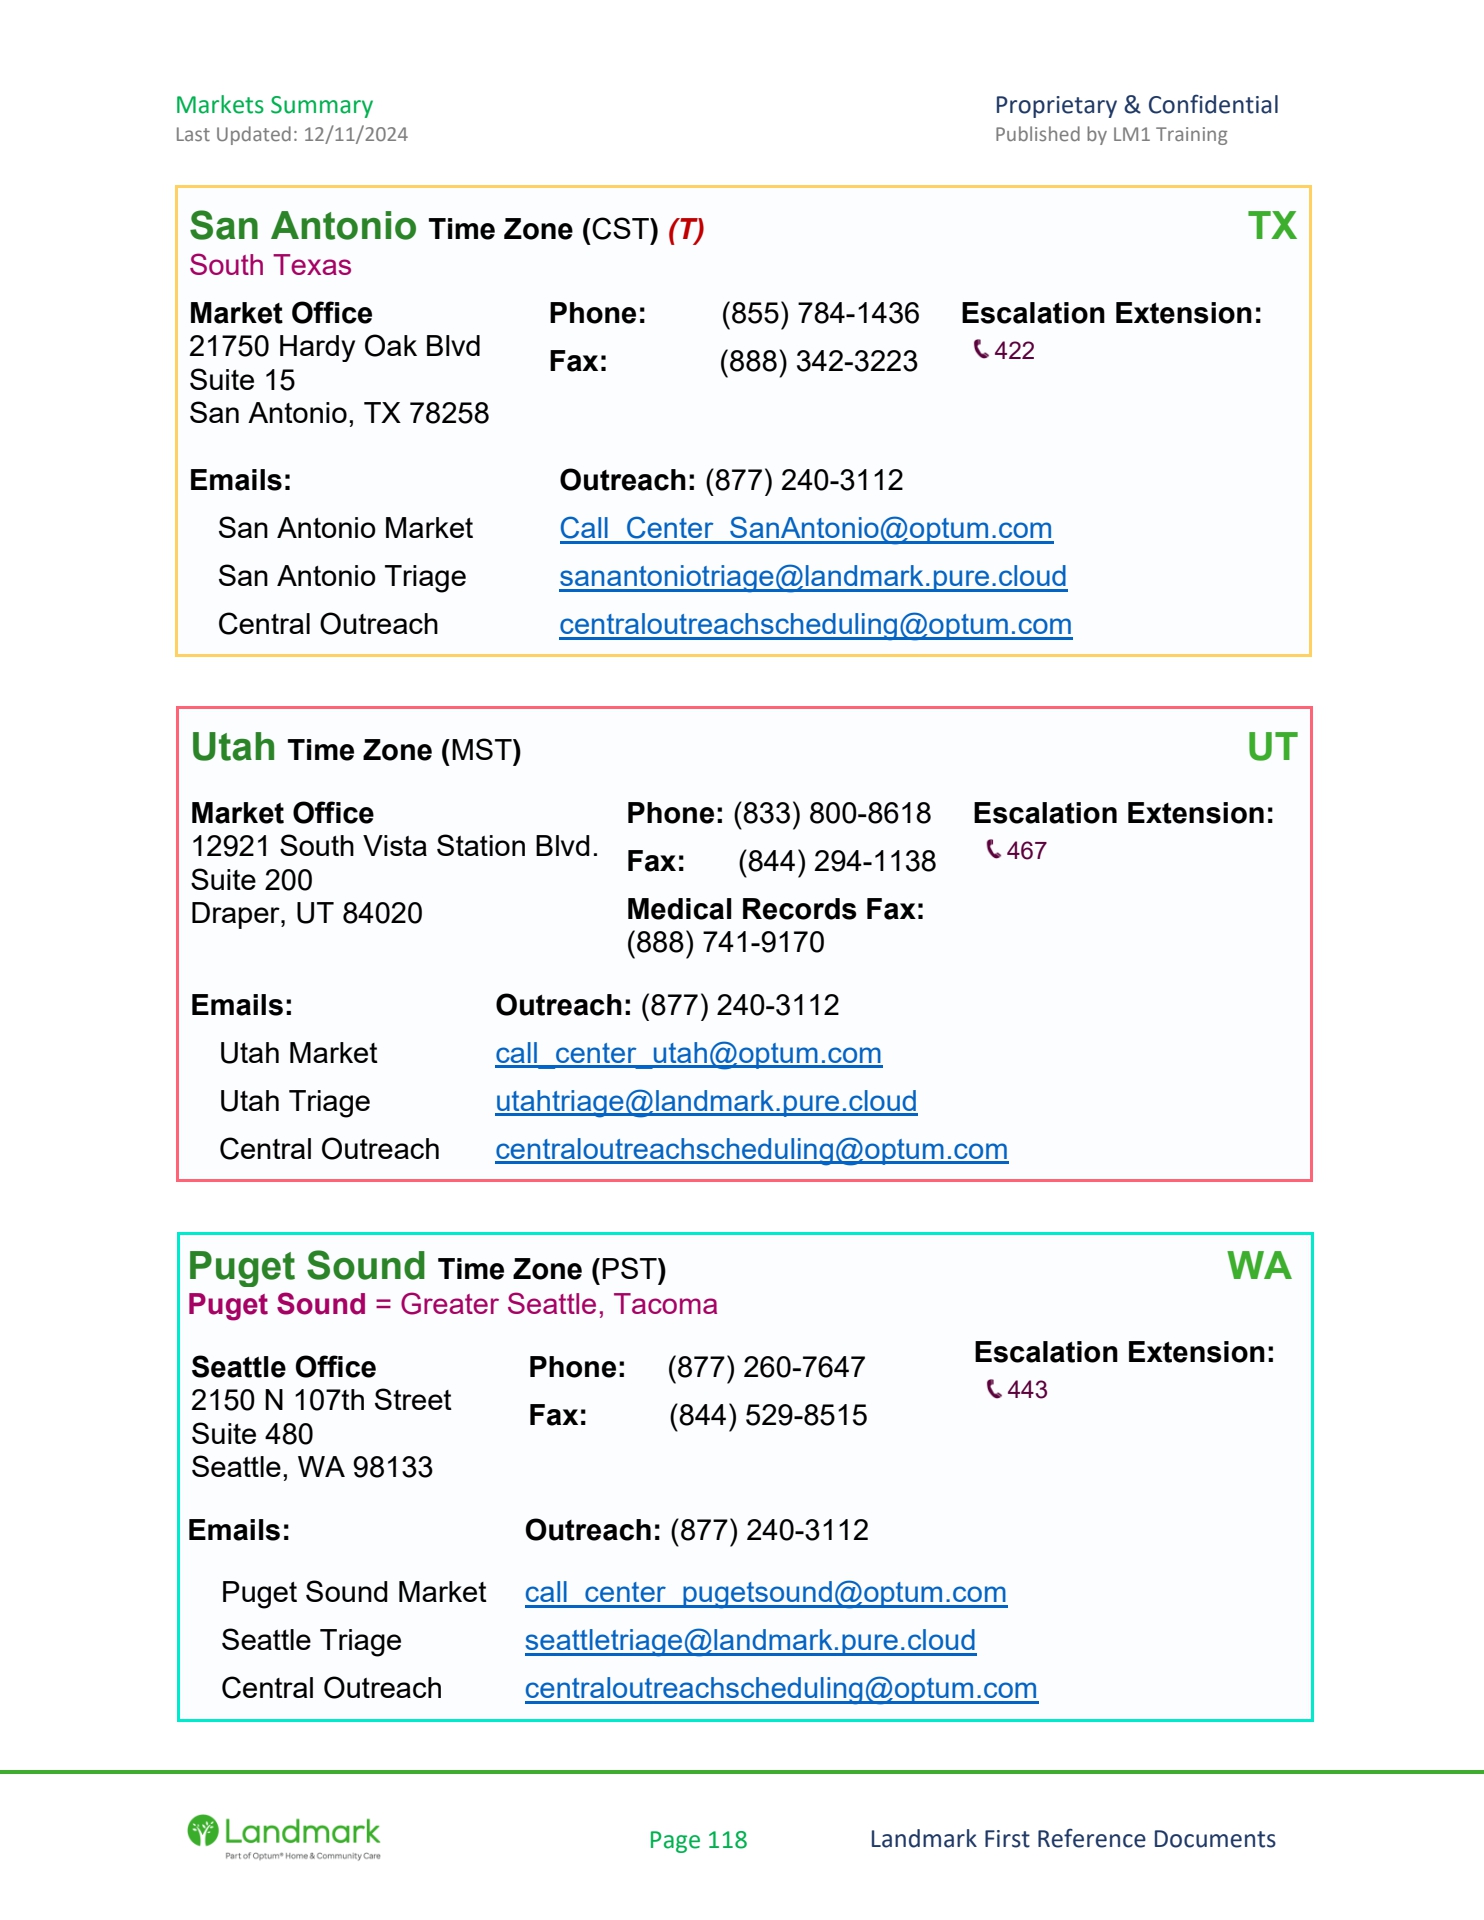 Markets Summary Proprietary & Confidential
Last Updated: 12/11/2024 Published by LM1 Training
San Antonio Time Zone (CST) (T) TX
South Texas
Market Office Phone: (855) 784-1436 Escalation Extension:
21750 Hardy Oak Blvd 422
Suite 15 Fax: (888) 342-3223
San Antonio, TX 78258
Emails: Outreach: (877) 240-3112
San Antonio Market Call_Center_SanAntonio@optum.com
San Antonio Triage sanantoniotriage@landmark.pure.cloud
Central Outreach centraloutreachscheduling@optum.com
Utah Time Zone (MST) UT
Market Office Phone: (833) 800-8618 Escalation Extension:
12921 South Vista Station Blvd. 467
Suite 200 Fax: (844) 294-1138
Draper, UT 84020 Medical Records Fax:
(888) 741-9170
Emails: Outreach: (877) 240-3112
Utah Market call_center_utah@optum.com
Utah Triage utahtriage@landmark.pure.cloud
Central Outreach centraloutreachscheduling@optum.com
Puget Sound Time Zone (PST) WA
Puget Sound = Greater Seattle, Tacoma
Seattle Office Phone: (877) 260-7647 Escalation Extension:
2150 N 107th Street 443
Suite 480 Fax: (844) 529-8515
Seattle, WA 98133
Emails: Outreach: (877) 240-3112
Puget Sound Market call_center_pugetsound@optum.com
Seattle Triage seattletriage@landmark.pure.cloud
Central Outreach centraloutreachscheduling@optum.com
Landmark
Part of Optum® Home & Community Care
Page 118 Landmark First Reference Documents